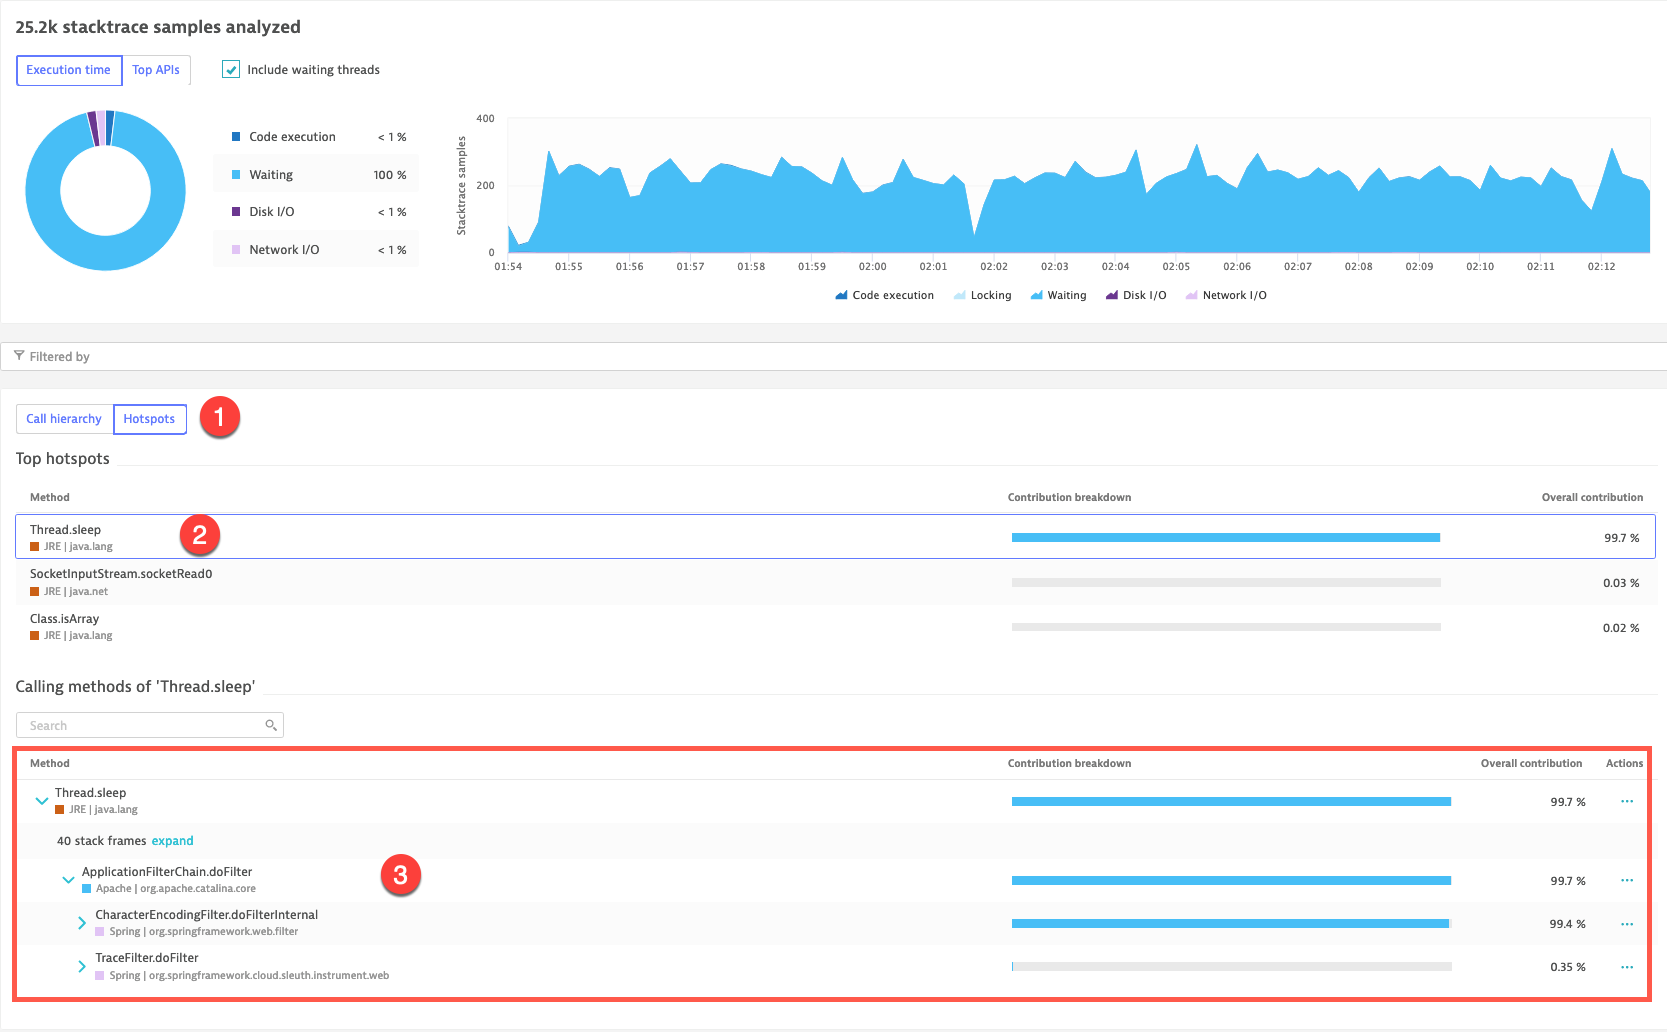 25.2k stacktrace samples analyzed
Execution time Top APIs Include waiting threads
Code execution < 1 %
Waiting 100 %
Disk I/O < 1 %
Network I/O < 1 %
Stacktrace samples
400
200
0
01:54 01:55 01:56 01:57 01:58 01:59 02:00 02:01 02:02 02:03 02:04 02:05 02:06 02:07 02:08 02:09 02:10 02:11 02:12
Code execution Locking Waiting Disk I/O Network I/O
Filtered by
Call hierarchy Hotspots 1
Top hotspots
Method Contribution breakdown Overall contribution
Thread.sleep 2
JRE | java.lang 99.7 %
SocketInputStream.socketRead0
JRE | java.net 0.03 %
Class.isArray
JRE | java.lang 0.02 %
Calling methods of 'Thread.sleep'
Search
Method Contribution breakdown Overall contribution Actions
Thread.sleep
JRE | java.lang 99.7 % ...
40 stack frames expand
ApplicationFilterChain.doFilter 3
Apache | org.apache.catalina.core 99.7 % ...
CharacterEncodingFilter.doFilterInternal
Spring | org.springframework.web.filter 99.4 % ...
TraceFilter.doFilter
Spring | org.springframework.cloud.sleuth.instrument.web 0.35 % ...